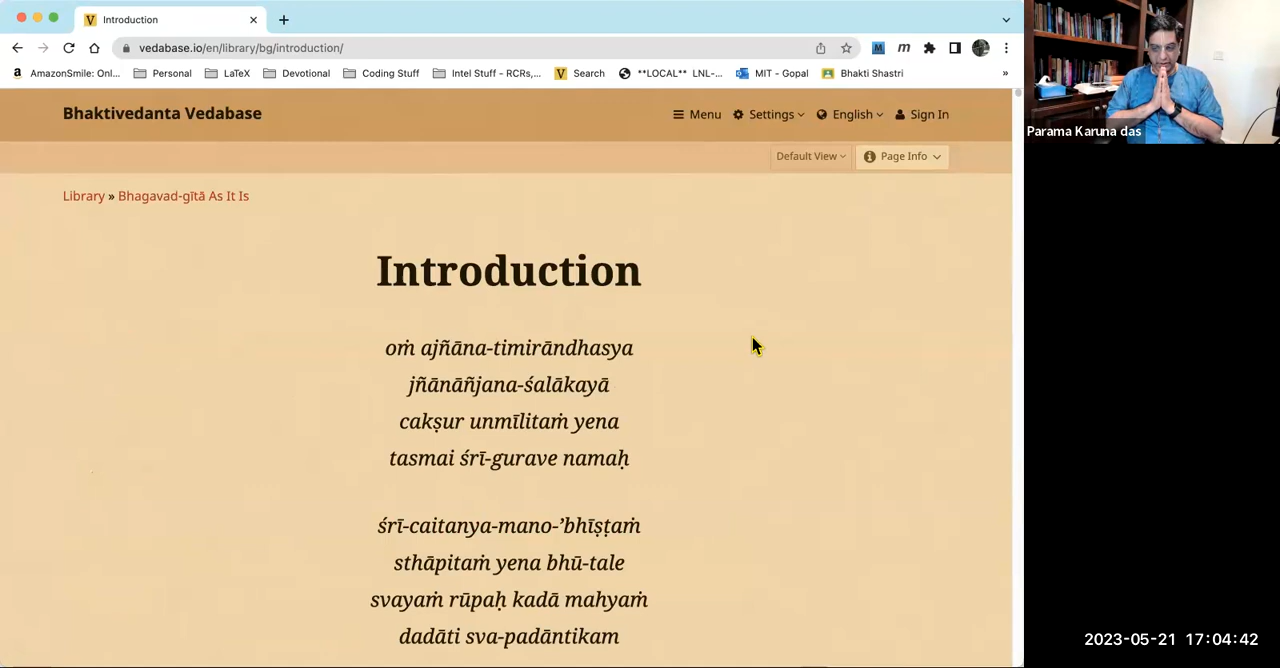 Introduction
vedabase.io/en/library/bg/introduction/
AmazonSmile: Onl... Personal LaTeX Devotional Coding Stuff Intel Stuff - RCRs,... Search **LOCAL** LNL-... MIT - Gopal Bhakti Shastri »
Bhaktivedanta Vedabase Menu Settings English Sign In
Default View Page Info
Library » Bhagavad-gītā As It Is
Introduction
oṁ ajñāna-timirāndhasya
jñānāñjana-śalākayā
cakṣur unmīlitaṁ yena
tasmai śrī-gurave namaḥ
śrī-caitanya-mano-’bhīṣṭaṁ
sthāpitaṁ yena bhū-tale
svayaṁ rūpaḥ kadā mahyaṁ
dadāti sva-padāntikam
Parama Karuna das
2023-05-21 17:04:42